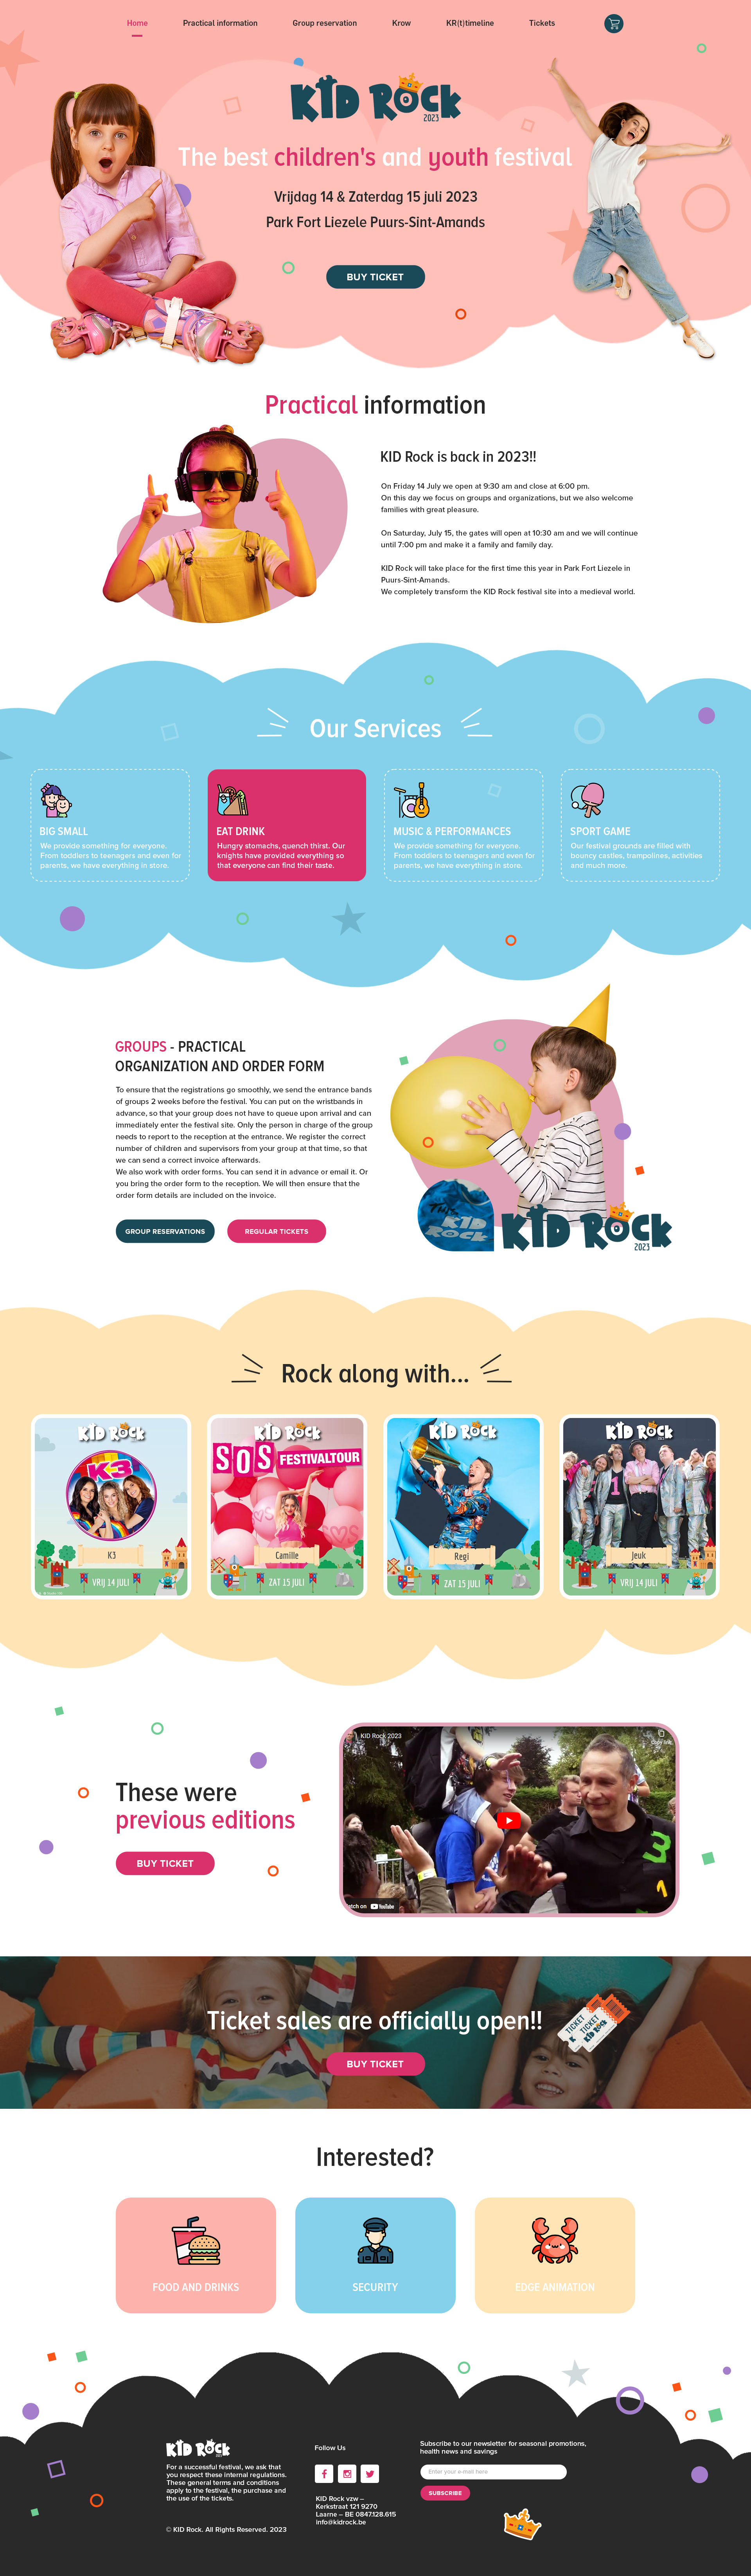 Home Practical information Group reservation Krow KR(t)timeline Tickets
KID ROCK
2023
The best children's and youth festival
Vrijdag 14 & Zaterdag 15 juli 2023
Park Fort Liezele Puurs-Sint-Amands
BUY TICKET
Practical information
KID Rock is back in 2023!!
On Friday 14 July we open at 9:30 am and close at 6:00 pm.
On this day we focus on groups and organizations, but we also welcome
families with great pleasure.
On Saturday, July 15, the gates will open at 10:30 am and we will continue
until 7:00 pm and make it a family and family day.
KID Rock will take place for the first time this year in Park Fort Liezele in
Puurs-Sint-Amands.
We completely transform the KID Rock festival site into a medieval world.
Our Services
BIG SMALL
We provide something for everyone.
From toddlers to teenagers and even for
parents, we have everything in store.
EAT DRINK
Hungry stomachs, quench thirst. Our
knights have provided everything so
that everyone can find their taste.
MUSIC & PERFORMANCES
We provide something for everyone.
From toddlers to teenagers and even for
parents, we have everything in store.
SPORT GAME
Our festival grounds are filled with
bouncy castles, trampolines, activities
and much more.
GROUPS - PRACTICAL
ORGANIZATION AND ORDER FORM
To ensure that the registrations go smoothly, we send the entrance bands
of groups 2 weeks before the festival. You can put on the wristbands in
advance, so that your group does not have to queue upon arrival and can
immediately enter the festival site. Only the person in charge of the group
needs to report to the reception at the entrance. We register the correct
number of children and supervisors from your group at that time, so that
we can send a correct invoice afterwards.
We also work with order forms. You can send it in advance or email it. Or
you bring the order form to the reception. We will then ensure that the
order form details are included on the invoice.
GROUP RESERVATIONS
REGULAR TICKETS
KID ROCK
KID ROCK
2023
Rock along with...
KID ROCK
K3
K3
VRIJ 14 JULI
KID ROCK
SOS FESTIVALTOUR
Camille
ZAT 15 JULI
KID ROCK
Regi
ZAT 15 JULI
KID ROCK
1
Jeuk
VRIJ 14 JULI
KID Rock 2023
3
1
YouTube
These were
previous editions
BUY TICKET
Ticket sales are officially open!!
TICKET
TICKET
KID ROCK
BUY TICKET
Interested?
FOOD AND DRINKS
SECURITY
EDGE ANIMATION
KID ROCK
For a successful festival, we ask that
you respect these internal regulations.
These general terms and conditions
apply to the festival, the purchase and
the use of the tickets.
© KID Rock. All Rights Reserved. 2023
Follow Us
KID Rock vzw –
Kerkstraat 121 9270
Laarne – BE 0847.128.615
info@kidrock.be
Subscribe to our newsletter for seasonal promotions,
health news and savings
Enter your e-mail here
SUBSCRIBE